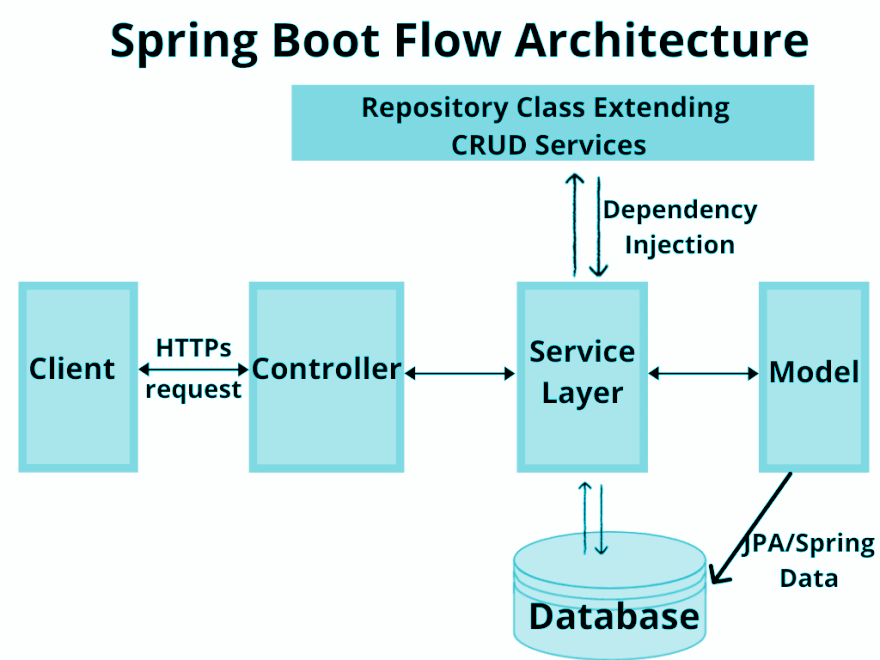 Spring Boot Flow Architecture
Repository Class Extending
CRUD Services
Dependency
Injection
Client
HTTPs
request
Controller
Service
Layer
Model
JPA/Spring
Data
Database